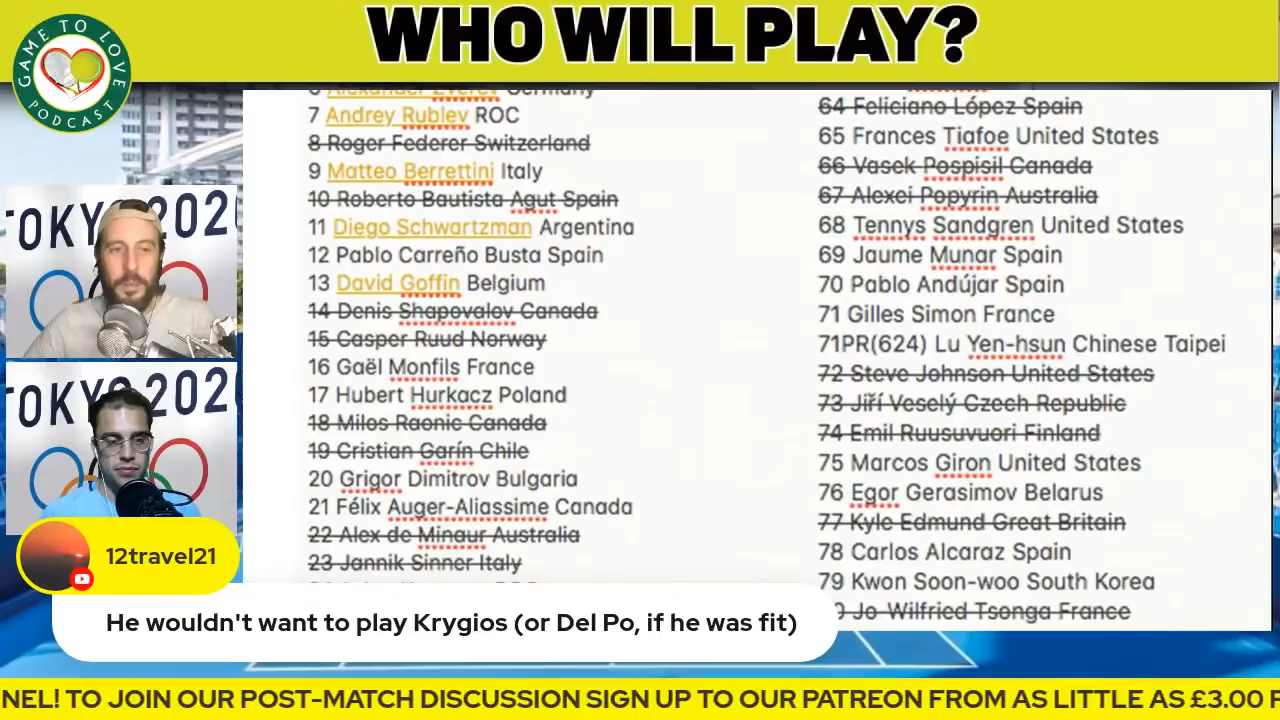 WHO WILL PLAY?
GAME TO LOVE
PODCAST
TOKYO 202
6 Alexander Zverev Germany
7 Andrey Rublev ROC
8 Roger Federer Switzerland
9 Matteo Berrettini Italy
10 Roberto Bautista Agut Spain
11 Diego Schwartzman Argentina
12 Pablo Carreño Busta Spain
13 David Goffin Belgium
14 Denis Shapovalov Canada
15 Casper Ruud Norway
16 Gaël Monfils France
17 Hubert Hurkacz Poland
18 Milos Raonic Canada
19 Cristian Garín Chile
20 Grigor Dimitrov Bulgaria
21 Félix Auger-Aliassime Canada
22 Alex de Minaur Australia
23 Jannik Sinner Italy
64 Feliciano López Spain
65 Frances Tiafoe United States
66 Vasek Pospisil Canada
67 Alexei Popyrin Australia
68 Tennys Sandgren United States
69 Jaume Munar Spain
70 Pablo Andújar Spain
71 Gilles Simon France
71PR(624) Lu Yen-hsun Chinese Taipei
72 Steve Johnson United States
73 Jiří Veselý Czech Republic
74 Emil Ruusuvuori Finland
75 Marcos Giron United States
76 Egor Gerasimov Belarus
77 Kyle Edmund Great Britain
78 Carlos Alcaraz Spain
79 Kwon Soon-woo South Korea
0 Jo-Wilfried Tsonga France
TOKYO 202
12travel21
He wouldn't want to play Krygios (or Del Po, if he was fit)
NEL! TO JOIN OUR POST-MATCH DISCUSSION SIGN UP TO OUR PATREON FROM AS LITTLE AS £3.00